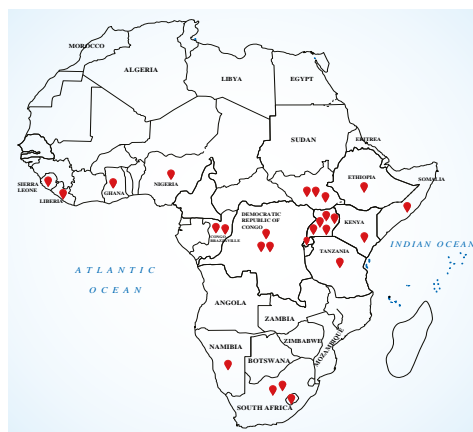 MOROCCO
ALGERIA
LIBYA
EGYPT
SUDAN
ERITREA
SIERRA
LEONE
LIBERIA
GHANA
NIGERIA
ETHIOPIA
SOMALIA
DEMOCRATIC
REPUBLIC OF
CONGO
CONGO
BRAZAVILLE
KENYA
INDIAN OCEAN
TANZANIA
ATLANTIC
OCEAN
ANGOLA
ZAMBIA
NAMIBIA
ZIMBABWE
MOZAMBIQUE
BOTSWANA
SOUTH AFRICA